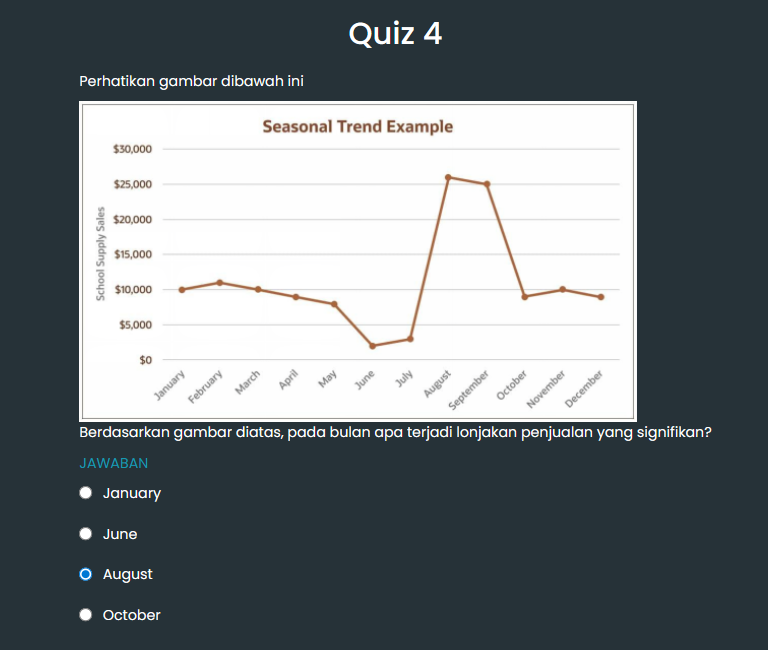 Quiz 4
Perhatikan gambar dibawah ini
Seasonal Trend Example
$30,000
$25,000
$20,000
$15,000
$10,000
$5,000
$0
School Supply Sales
January
February
March
April
May
June
July
August
September
October
November
December
Berdasarkan gambar diatas, pada bulan apa terjadi lonjakan penjualan yang signifikan?
JAWABAN
January
June
August
October